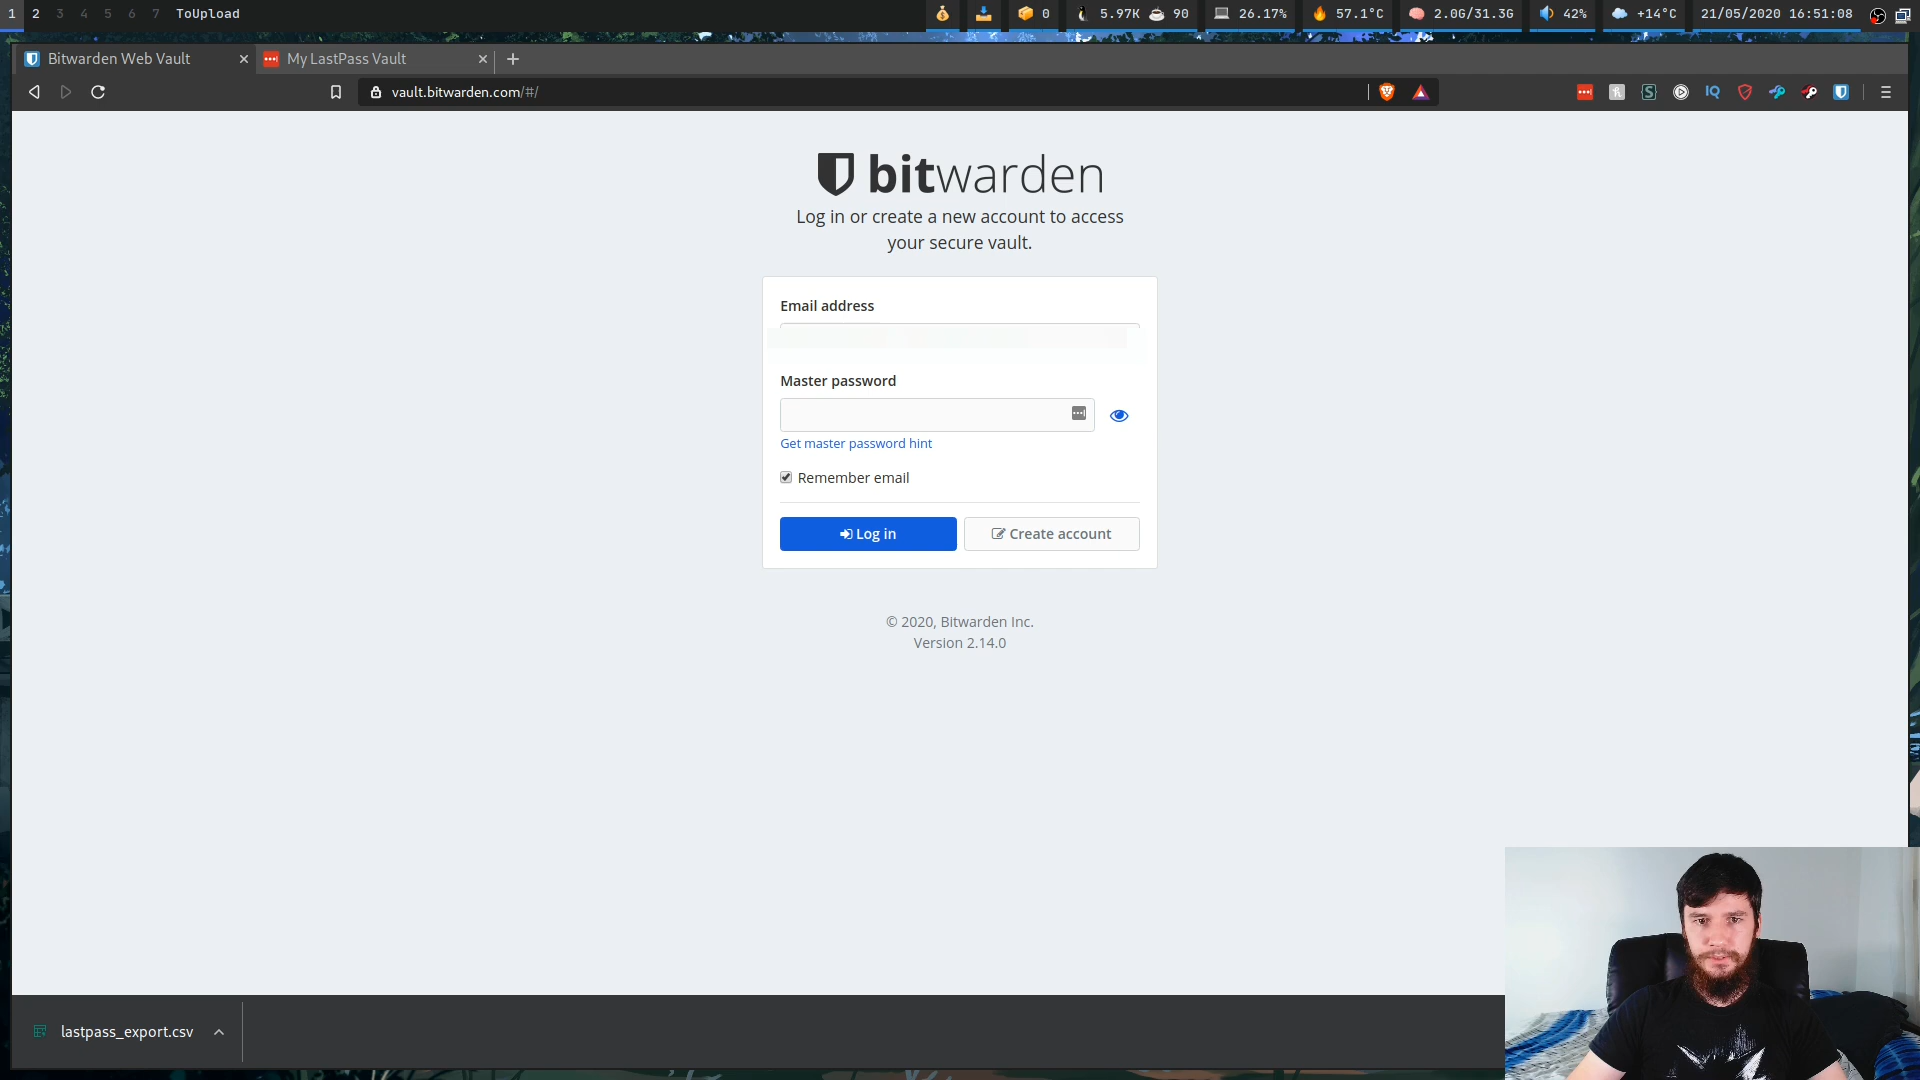 1 2 3 4 5 6 7 ToUpload
0 5.97K 90 26.17% 57.1°C 2.0G/31.3G 42% +14°C 21/05/2020 16:51:08
Bitwarden Web Vault
My LastPass Vault
vault.bitwarden.com/#/
IQ
bitwarden
Log in or create a new account to access
your secure vault.
Email address
Master password
Get master password hint
Remember email
Log in
Create account
© 2020, Bitwarden Inc.
Version 2.14.0
lastpass_export.csv